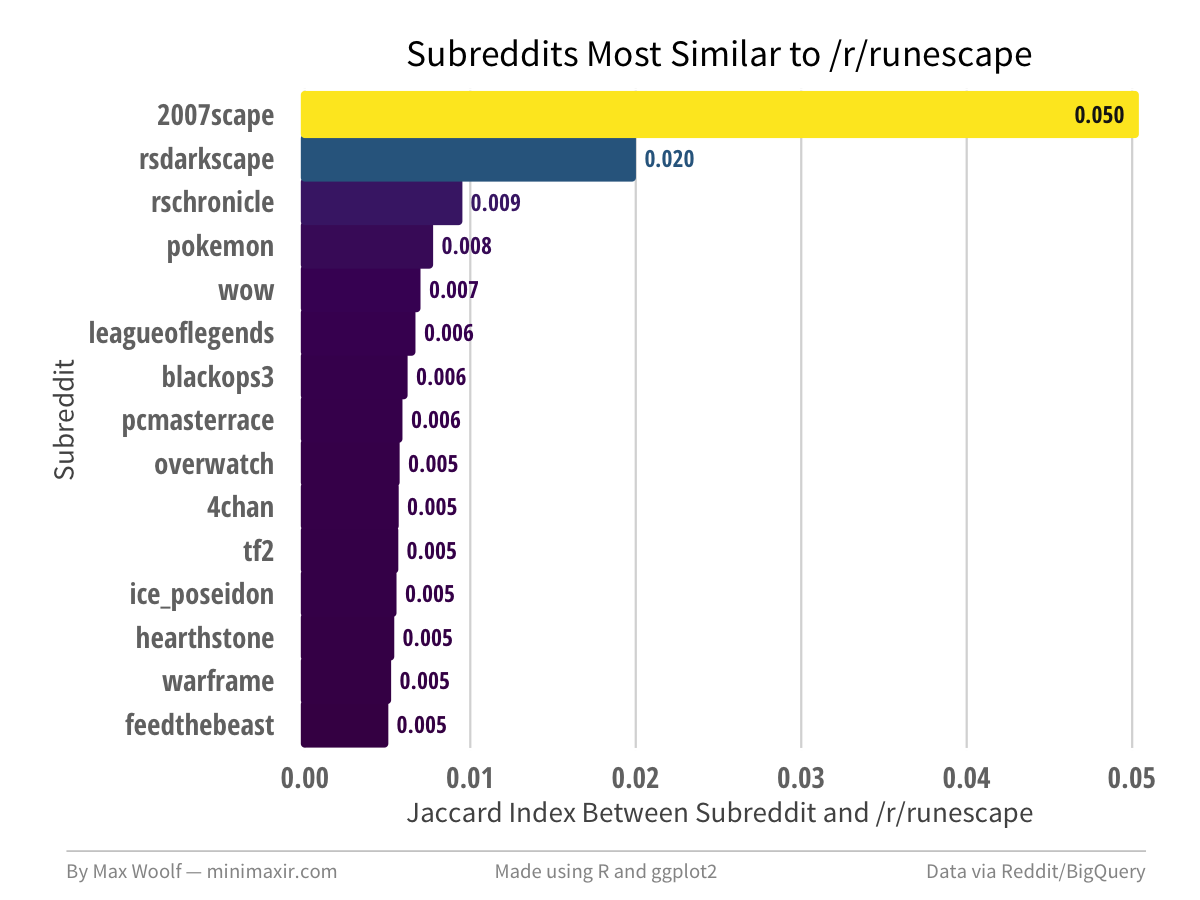 Subreddits Most Similar to /r/runescape
2007scape 0.050
rsdarkscape 0.020
rschronicle 0.009
pokemon 0.008
wow 0.007
leagueoflegends 0.006
blackops3 0.006
pcmasterrace 0.006
overwatch 0.005
4chan 0.005
tf2 0.005
ice_poseidon 0.005
hearthstone 0.005
warframe 0.005
feedthebeast 0.005
Subreddit
0.00 0.01 0.02 0.03 0.04 0.05
Jaccard Index Between Subreddit and /r/runescape
By Max Woolf — minimaxir.com Made using R and ggplot2 Data via Reddit/BigQuery